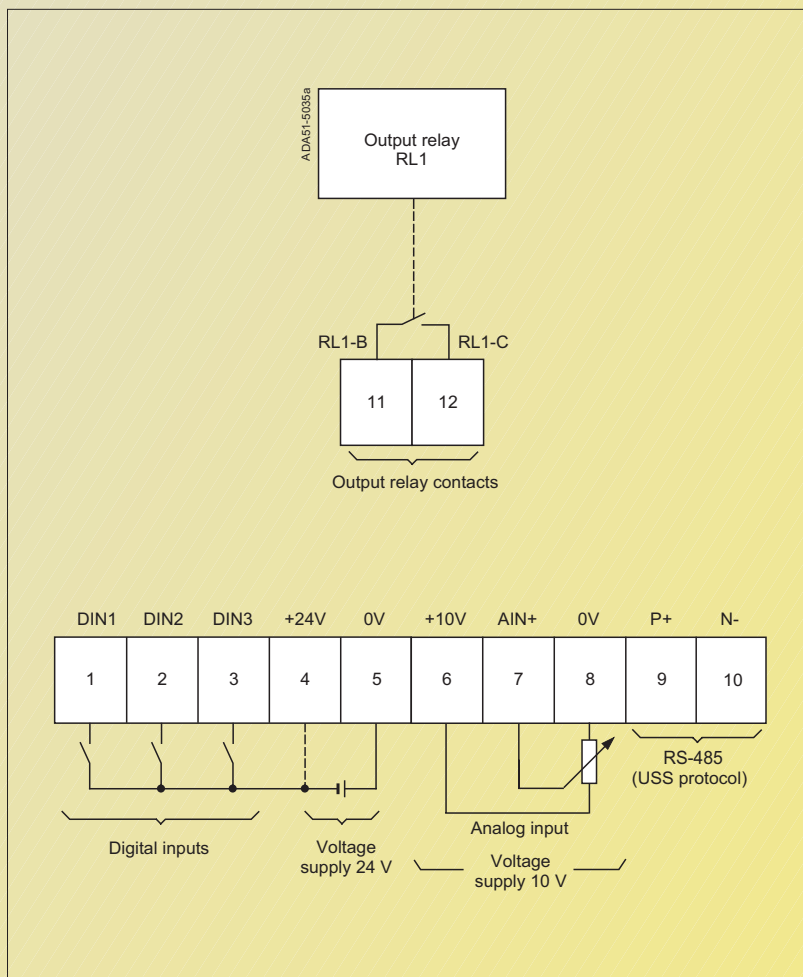 ADA51-5035a
Output relay
RL1
RL1-B
RL1-C
11
12
Output relay contacts
DIN1
DIN2
DIN3
+24V
0V
+10V
AIN+
0V
P+
N-
1
2
3
4
5
6
7
8
9
10
RS-485
(USS protocol)
Analog input
Digital inputs
Voltage
supply 24 V
Voltage
supply 10 V